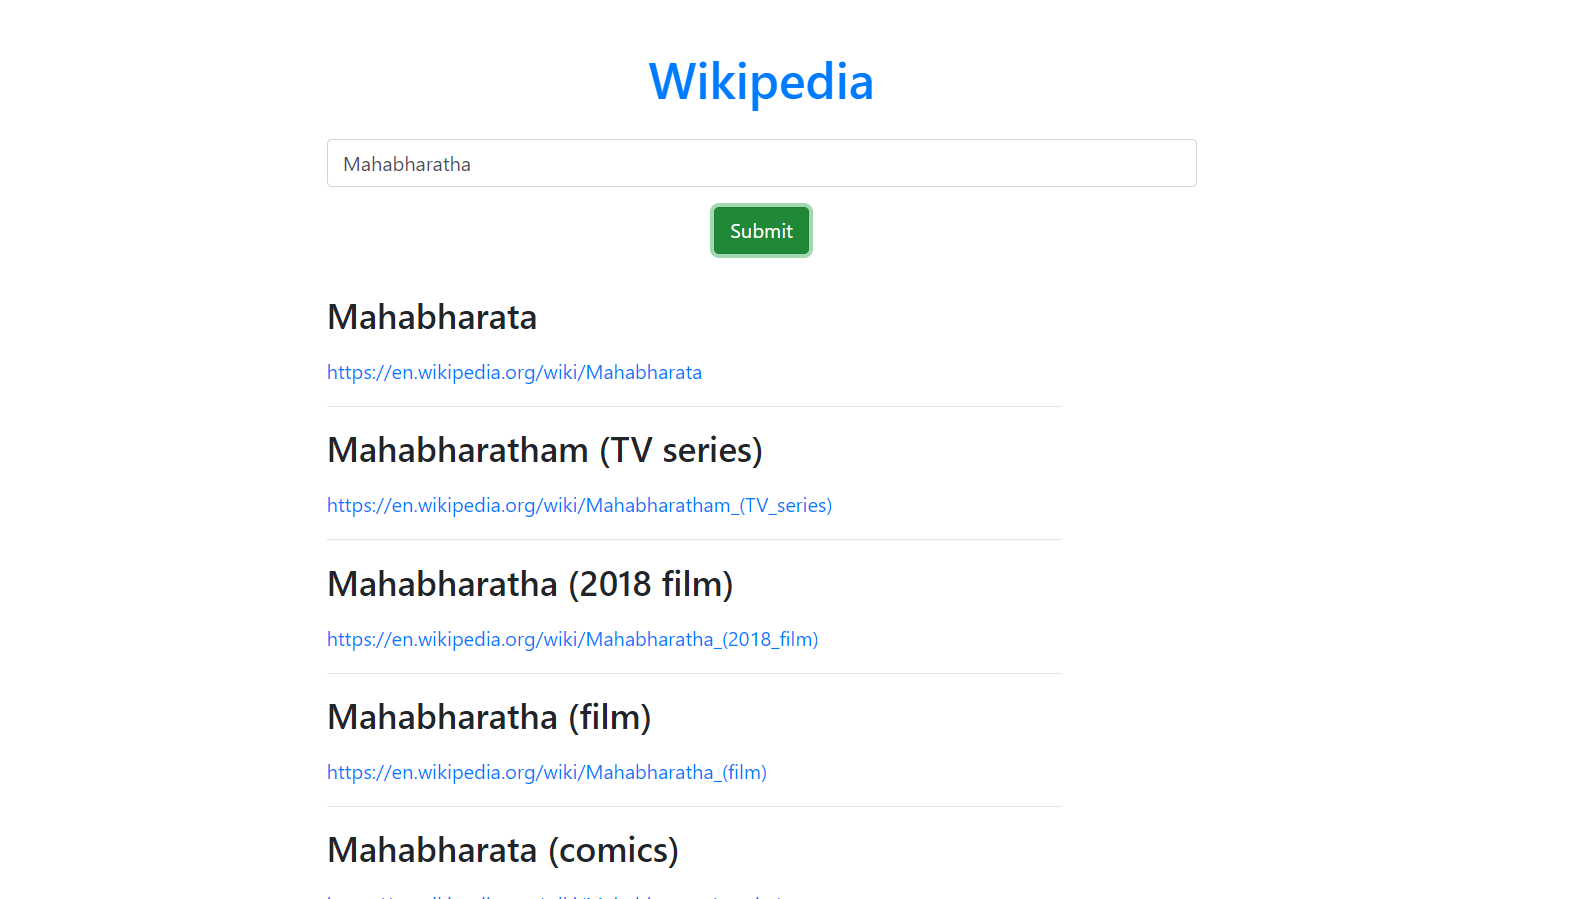 Wikipedia
Mahabharatha
Submit
Mahabharata
https://en.wikipedia.org/wiki/Mahabharata
Mahabharatham (TV series)
https://en.wikipedia.org/wiki/Mahabharatham_(TV_series)
Mahabharatha (2018 film)
https://en.wikipedia.org/wiki/Mahabharatha_(2018_film)
Mahabharatha (film)
https://en.wikipedia.org/wiki/Mahabharatha_(film)
Mahabharata (comics)